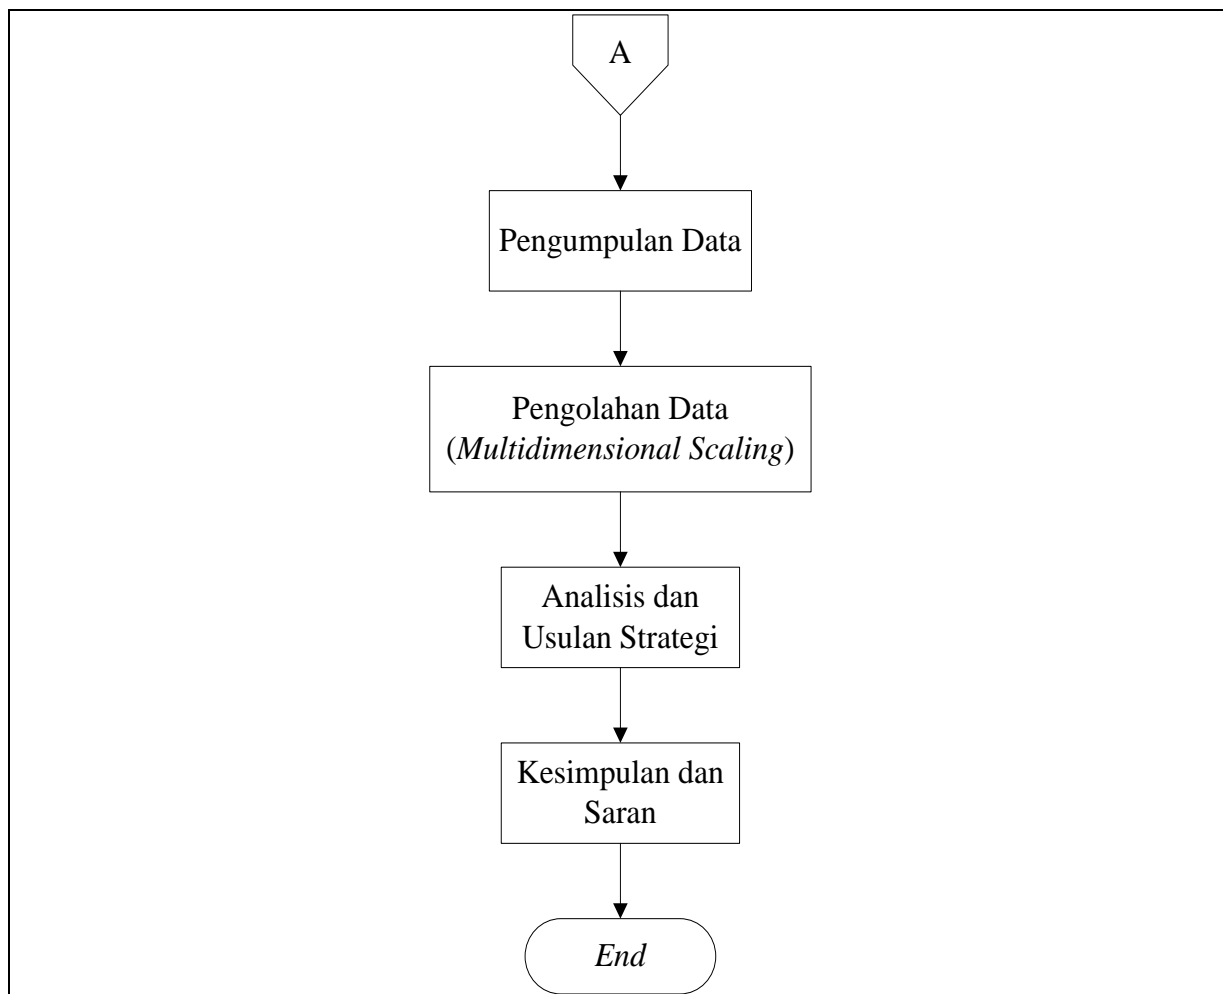 A
Pengumpulan Data
Pengolahan Data
(Multidimensional Scaling)
Analisis dan
Usulan Strategi
Kesimpulan dan
Saran
End